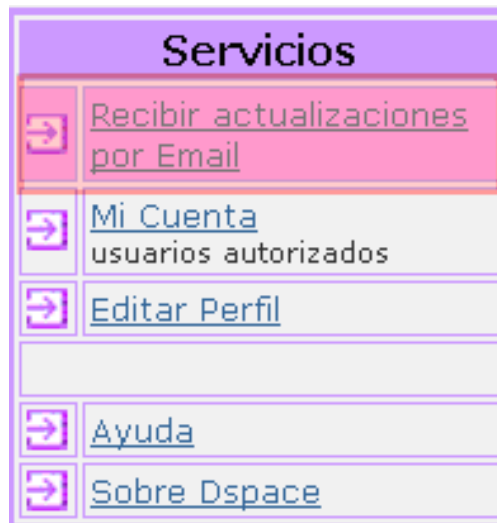 Servicios
Recibir actualizaciones
por Email
Mi Cuenta
usuarios autorizados
Editar Perfil
Ayuda
Sobre Dspace